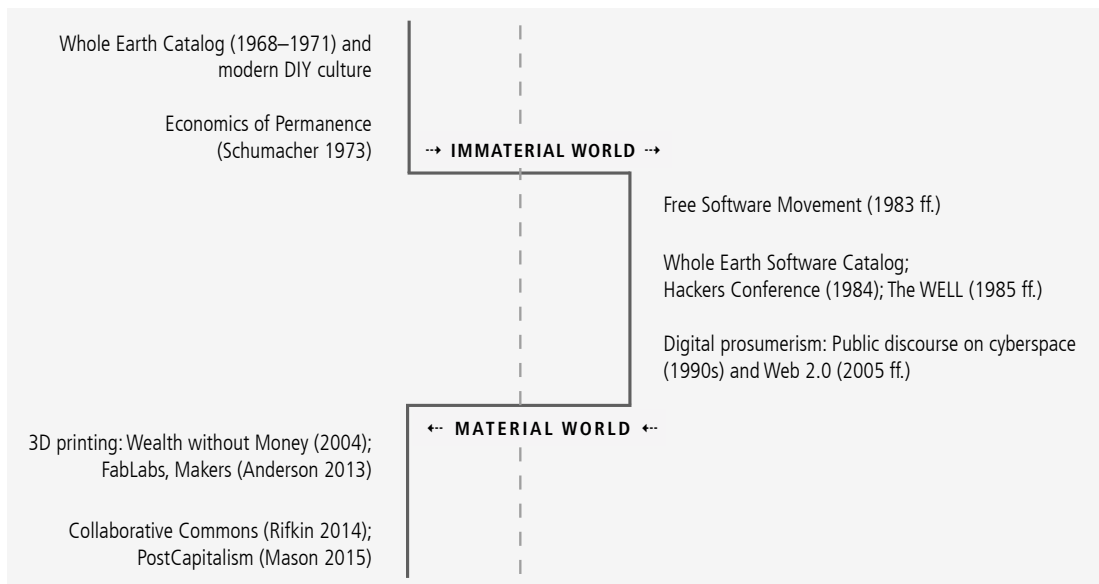 Whole Earth Catalog (1968–1971) and
modern DIY culture
Economics of Permanence
(Schumacher 1973)
⇢ IMMATERIAL WORLD ⇢
Free Software Movement (1983 ff.)
Whole Earth Software Catalog;
Hackers Conference (1984); The WELL (1985 ff.)
Digital prosumerism: Public discourse on cyberspace
(1990s) and Web 2.0 (2005 ff.)
⇠ MATERIAL WORLD ⇠
3D printing: Wealth without Money (2004);
FabLabs, Makers (Anderson 2013)
Collaborative Commons (Rifkin 2014);
PostCapitalism (Mason 2015)